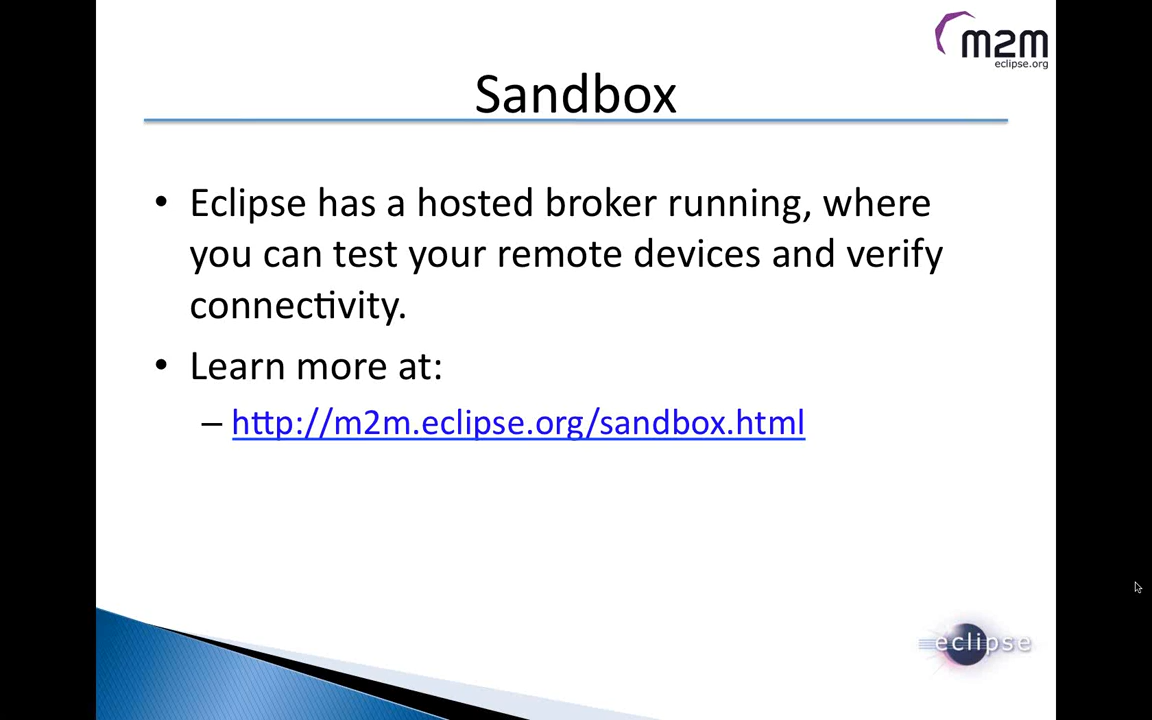 m2m
eclipse.org
Sandbox
• Eclipse has a hosted broker running, where
you can test your remote devices and verify
connectivity.
• Learn more at:
– http://m2m.eclipse.org/sandbox.html
eclipse